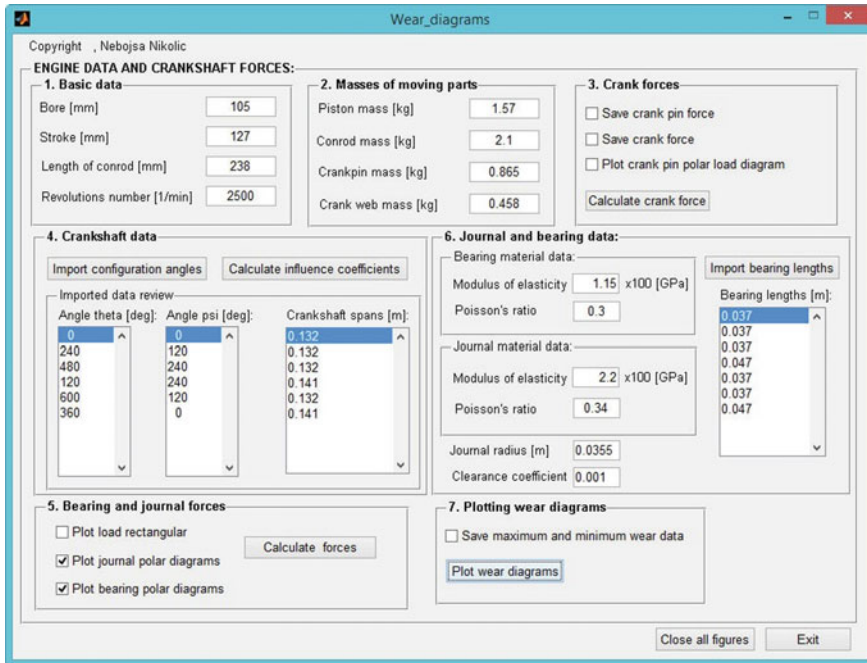 Wear_diagrams
Copyright , Nebojsa Nikolic
ENGINE DATA AND CRANKSHAFT FORCES:
1. Basic data
Bore [mm] 105
Stroke [mm] 127
Length of conrod [mm] 238
Revolutions number [1/min] 2500
2. Masses of moving parts
Piston mass [kg] 1.57
Conrod mass [kg] 2.1
Crankpin mass [kg] 0.865
Crank web mass [kg] 0.458
3. Crank forces
Save crank pin force
Save crank force
Plot crank pin polar load diagram
Calculate crank force
4. Crankshaft data
Import configuration angles Calculate influence coefficients
Imported data review
Angle theta [deg]: Angle psi [deg]: Crankshaft spans [m]:
0 0 0.132
240 120 0.132
480 240 0.132
120 240 0.141
600 120 0.132
360 0 0.141
6. Journal and bearing data:
Bearing material data:
Modulus of elasticity 1.15 x100 [GPa]
Poisson's ratio 0.3
Journal material data:
Modulus of elasticity 2.2 x100 [GPa]
Poisson's ratio 0.34
Journal radius [m] 0.0355
Clearance coefficient 0.001
Import bearing lengths
Bearing lengths [m]:
0.037
0.037
0.037
0.047
0.037
0.037
0.047
5. Bearing and journal forces
Plot load rectangular
Plot journal polar diagrams
Plot bearing polar diagrams
Calculate forces
7. Plotting wear diagrams
Save maximum and minimum wear data
Plot wear diagrams
Close all figures Exit